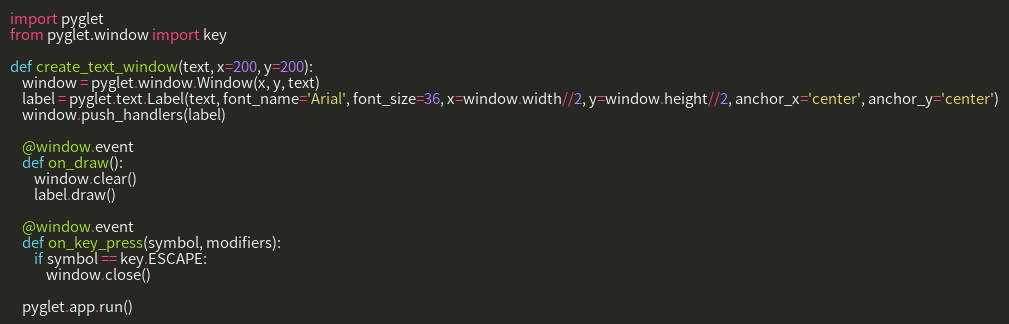 import pyglet
from pyglet.window import key

def create_text_window(text, x=200, y=200):
    window = pyglet.window.Window(x, y, text)
    label = pyglet.text.Label(text, font_name='Arial', font_size=36, x=window.width//2, y=window.height//2, anchor_x='center', anchor_y='center')
    window.push_handlers(label)

    @window.event
    def on_draw():
        window.clear()
        label.draw()

    @window.event
    def on_key_press(symbol, modifiers):
        if symbol == key.ESCAPE:
            window.close()

    pyglet.app.run()